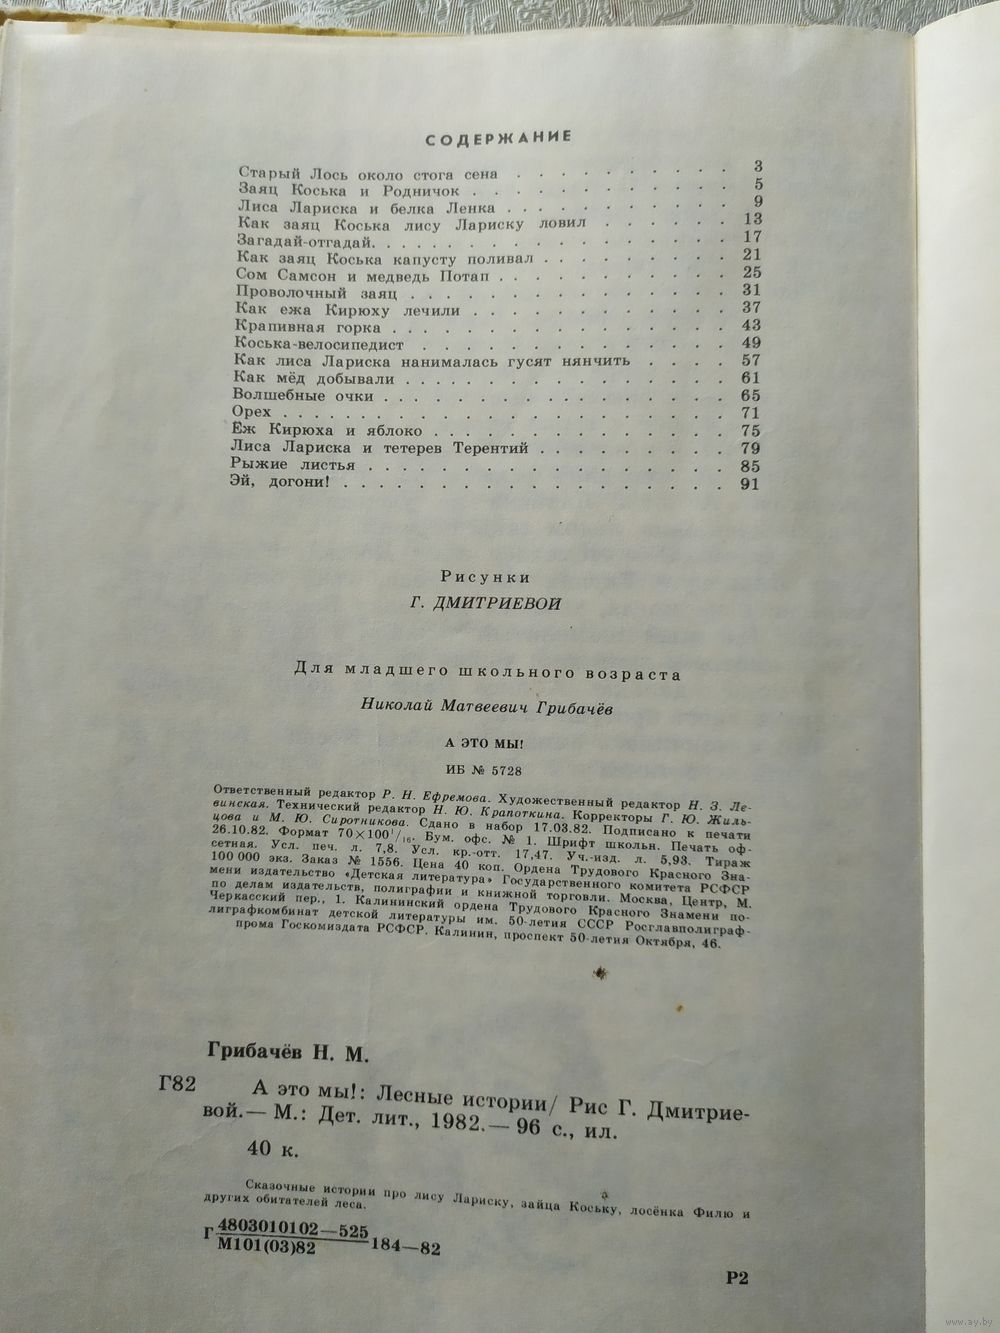 СОДЕРЖАНИЕ
Старый Лось около стога сена . . . . . . . . . . 3
Заяц Коська и Родничок . . . . . . . . . . . . 5
Лиса Лариска и белка Ленка . . . . . . . . . . 9
Как заяц Коська лису Лариску ловил . . . . . . 13
Загадай-отгадай. . . . . . . . . . . . . . . . 17
Как заяц Коська капусту поливал . . . . . . . . 21
Сом Самсон и медведь Потап . . . . . . . . . . 25
Проволочный заяц . . . . . . . . . . . . . . 31
Как ежа Кирюху лечили . . . . . . . . . . . 37
Крапивная горка . . . . . . . . . . . . . . 43
Коська-велосипедист . . . . . . . . . . . . 49
Как лиса Лариска нанималась гусят нянчить . . . . 57
Как мёд добывали . . . . . . . . . . . . . . 61
Волшебные очки . . . . . . . . . . . . . . . 65
Орех . . . . . . . . . . . . . . . . . . . 71
Ёж Кирюха и яблоко . . . . . . . . . . . . . 75
Лиса Лариска и тетерев Терентий . . . . . . . . 79
Рыжие листья . . . . . . . . . . . . . . . 85
Эй, догони! . . . . . . . . . . . . . . . . 91
Рисунки
Г. ДМИТРИЕВОЙ
Для младшего школьного возраста
Николай Матвеевич Грибачёв
А ЭТО МЫ!
ИБ № 5728
Ответственный редактор Р. Н. Ефремова. Художественный редактор Н. З. Ле-
винская. Технический редактор Н. Ю. Крапоткина. Корректоры Г. Ю. Жиль-
цова и М. Ю. Сиротникова. Сдано в набор 17.03.82. Подписано к печати
26.10.82. Формат 70×100 1/16. Бум. офс. № 1. Шрифт школьн. Печать оф-
сетная. Усл. печ. л. 7,8. Усл. кр.-отт. 17,47. Уч.-изд. л. 5,93. Тираж
100 000 экз. Заказ № 1556. Цена 40 коп. Ордена Трудового Красного Зна-
мени издательство «Детская литература» Государственного комитета РСФСР
по делам издательств, полиграфии и книжной торговли. Москва, Центр, М.
Черкасский пер., 1. Калининский ордена Трудового Красного Знамени по-
лиграфкомбинат детской литературы им. 50-летия СССР Росглавполиграф-
прома Госкомиздата РСФСР. Калинин, проспект 50-летия Октября, 46.
Грибачёв Н. М.
Г82 А это мы!: Лесные истории/ Рис Г. Дмитрие-
вой.— М.: Дет. лит., 1982.— 96 с., ил.
40 к.
Сказочные истории про лису Лариску, зайца Коську, лосёнка Филю и
других обитателей леса.
Г 4803010102—525
М101(03)82 184—82
Р2
www.ay.by